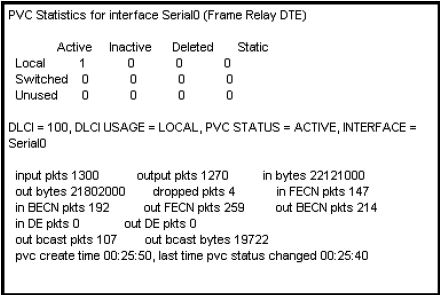 PVC Statistics for interface Serial0 (Frame Relay DTE)
Active Inactive Deleted Static
Local 1 0 0 0
Switched 0 0 0 0
Unused 0 0 0 0
DLCI = 100, DLCI USAGE = LOCAL, PVC STATUS = ACTIVE, INTERFACE =
Serial0
input pkts 1300 output pkts 1270 in bytes 22121000
out bytes 21802000 dropped pkts 4 in FECN pkts 147
in BECN pkts 192 out FECN pkts 259 out BECN pkts 214
in DE pkts 0 out DE pkts 0
out bcast pkts 107 out bcast bytes 19722
pvc create time 00:25:50, last time pvc status changed 00:25:40